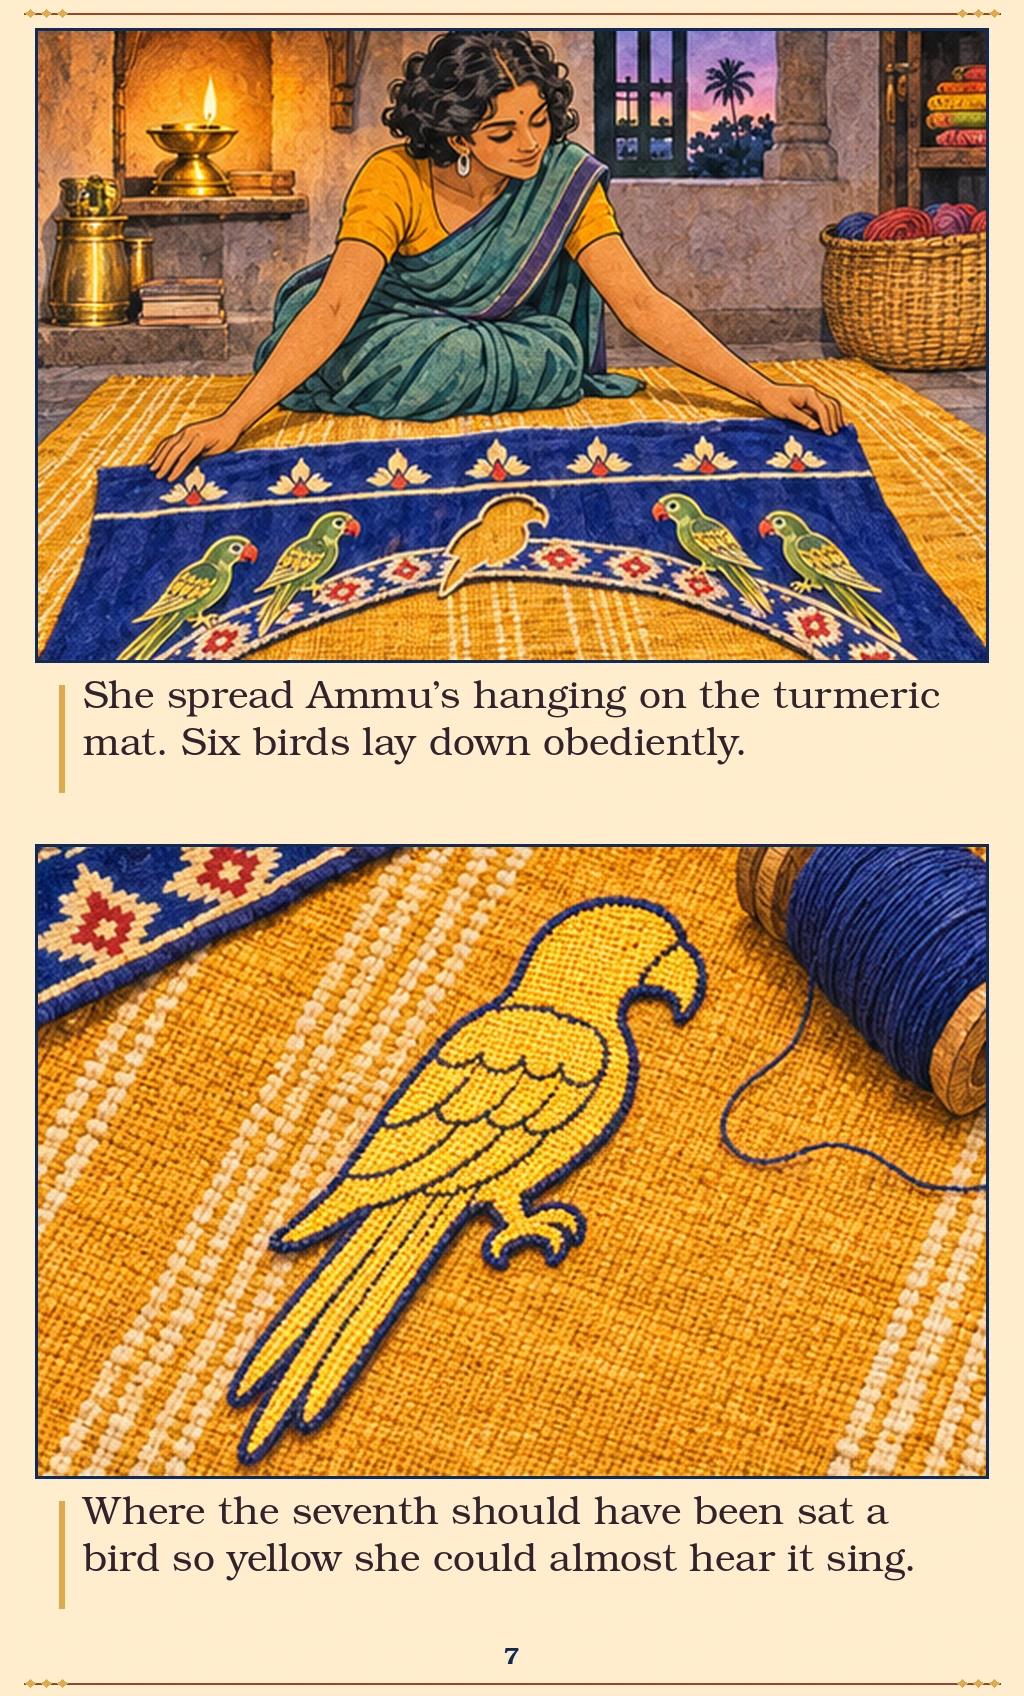 She spread Ammu’s hanging on the turmeric
mat. Six birds lay down obediently.
Where the seventh should have been sat a
bird so yellow she could almost hear it sing.
7